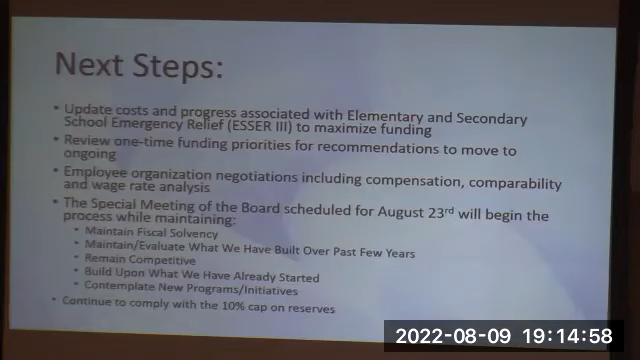 Next Steps:
• Update costs and progress associated with Elementary and Secondary
School Emergency Relief (ESSER III) to maximize funding
• Review one-time funding priorities for recommendations to move to
ongoing
• Employee organization negotiations including compensation, comparability
and wage rate analysis
• The Special Meeting of the Board scheduled for August 23rd will begin the
process while maintaining:
• Maintain Fiscal Solvency
• Maintain/Evaluate What We Have Built Over Past Few Years
• Remain Competitive
• Build Upon What We Have Already Started
• Contemplate New Programs/Initiatives
• Continue to comply with the 10% cap on reserves
2022-08-09 19:14:58